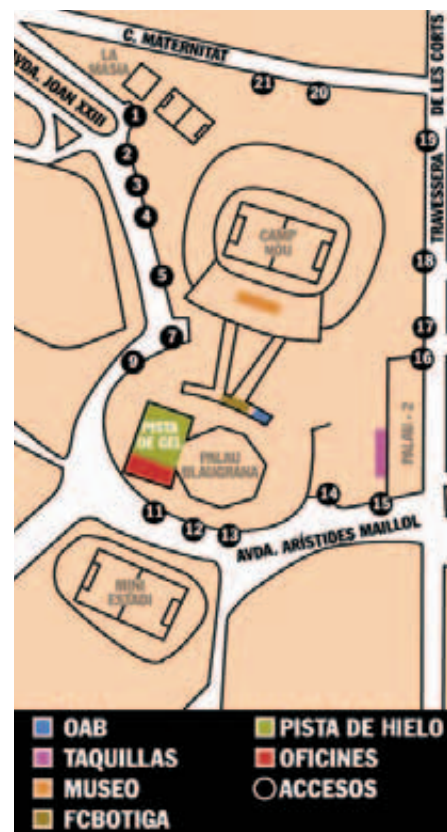 C. MATERNITAT
DE LES CORTS
LA
MASIA
AVDA. JOAN XXIII
21
20
1
19
2
TRAVESSERA
3
4
CAMP
NOU
18
5
17
7
16
9
PISTA
DE GEL
PALAU
BLAUGRANA
PALAU - 2
14
15
11
12
13
AVDA. ARÍSTIDES MAILLOL
MINI
ESTADI
OAB
PISTA DE HIELO
TAQUILLAS
OFICINES
MUSEO
ACCESOS
FCBOTIGA